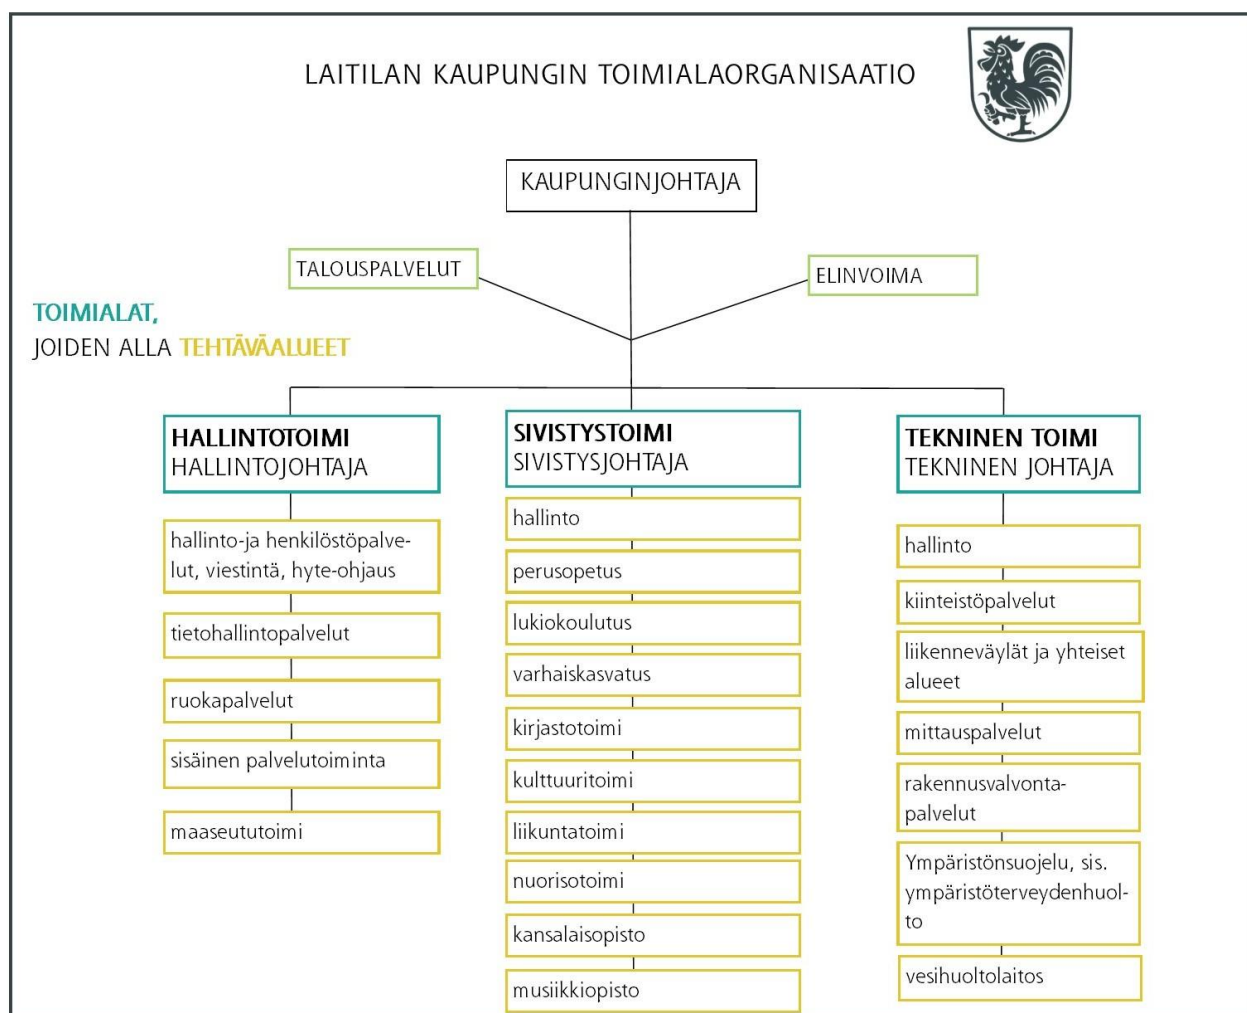 LAITILAN KAUPUNGIN TOIMIALAORGANISAATIO
KAUPUNGINJOHTAJA
TALOUSPALVELUT
ELINVOIMA
TOIMIALAT,
JOIDEN ALLA TEHTÄVÄALUEET
HALLINTOTOIMI
HALLINTOJOHTAJA
hallinto-ja henkilöstöpalve-
lut, viestintä, hyte-ohjaus
tietohallintopalvelut
ruokapalvelut
sisäinen palvelutoiminta
maaseututoimi
SIVISTYSTOIMI
SIVISTYSJOHTAJA
hallinto
perusopetus
lukiokoulutus
varhaiskasvatus
kirjastotoimi
kulttuuritoimi
liikuntatoimi
nuorisotoimi
kansalaisopisto
musiikkiopisto
TEKNINEN TOIMI
TEKNINEN JOHTAJA
hallinto
kiinteistöpalvelut
liikenneväylät ja yhteiset
alueet
mittauspalvelut
rakennusvalvonta-
palvelut
Ympäristönsuojelu, sis.
ympäristöterveydenhuol-
to
vesihuoltolaitos